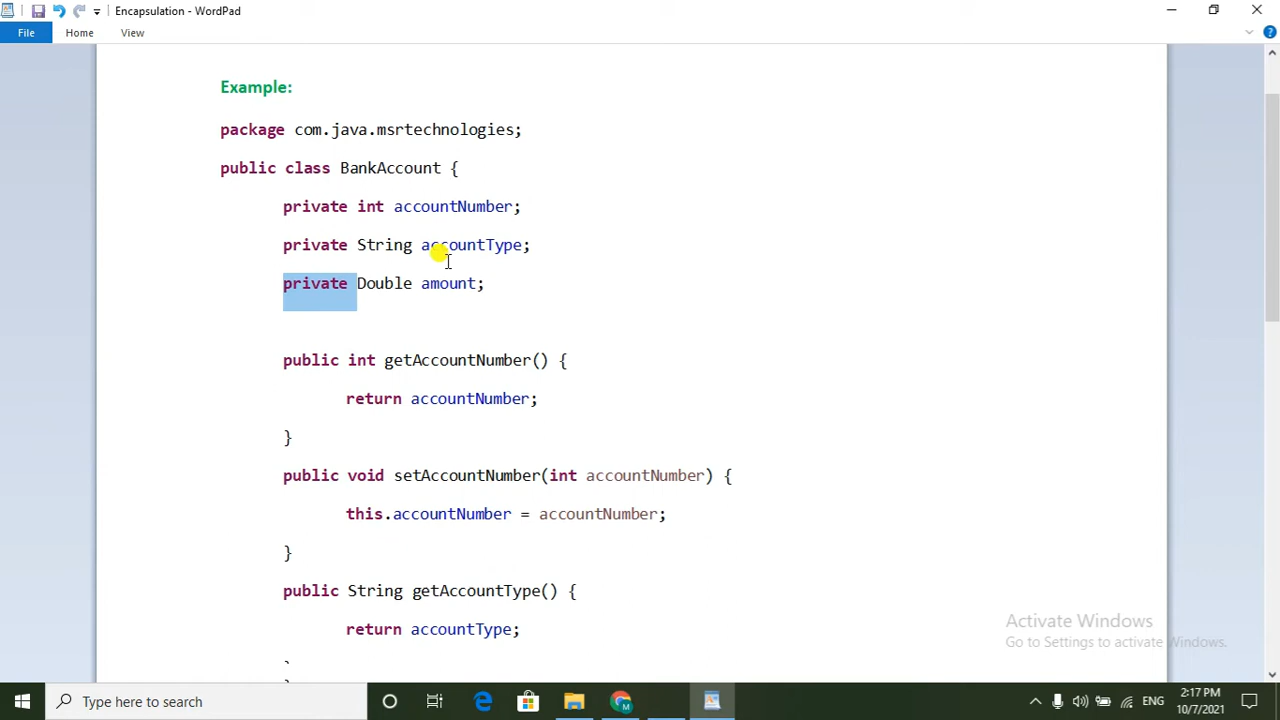 Encapsulation - WordPad
File Home View
Example:
package com.java.msrtechnologies;
public class BankAccount {
private int accountNumber;
private String accountType;
private Double amount;
public int getAccountNumber() {
return accountNumber;
}
public void setAccountNumber(int accountNumber) {
this.accountNumber = accountNumber;
}
public String getAccountType() {
return accountType;
Activate Windows
Go to Settings to activate Windows.
Type here to search
ENG
2:17 PM
10/7/2021